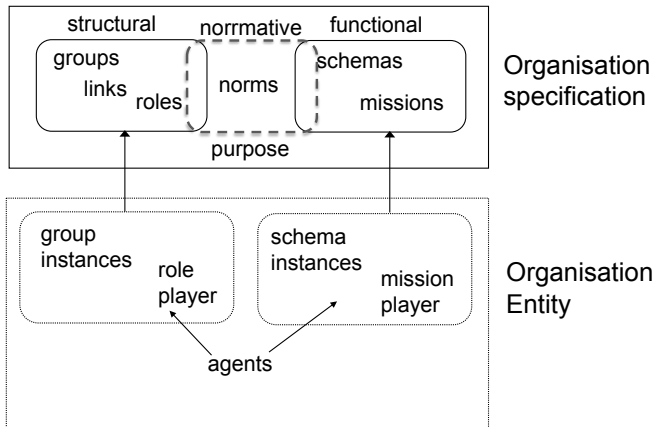 structural
norrmative
functional
groups
links
roles
norms
schemas
missions
purpose
Organisation
specification
group
instances
role
player
schema
instances
mission
player
agents
Organisation
Entity